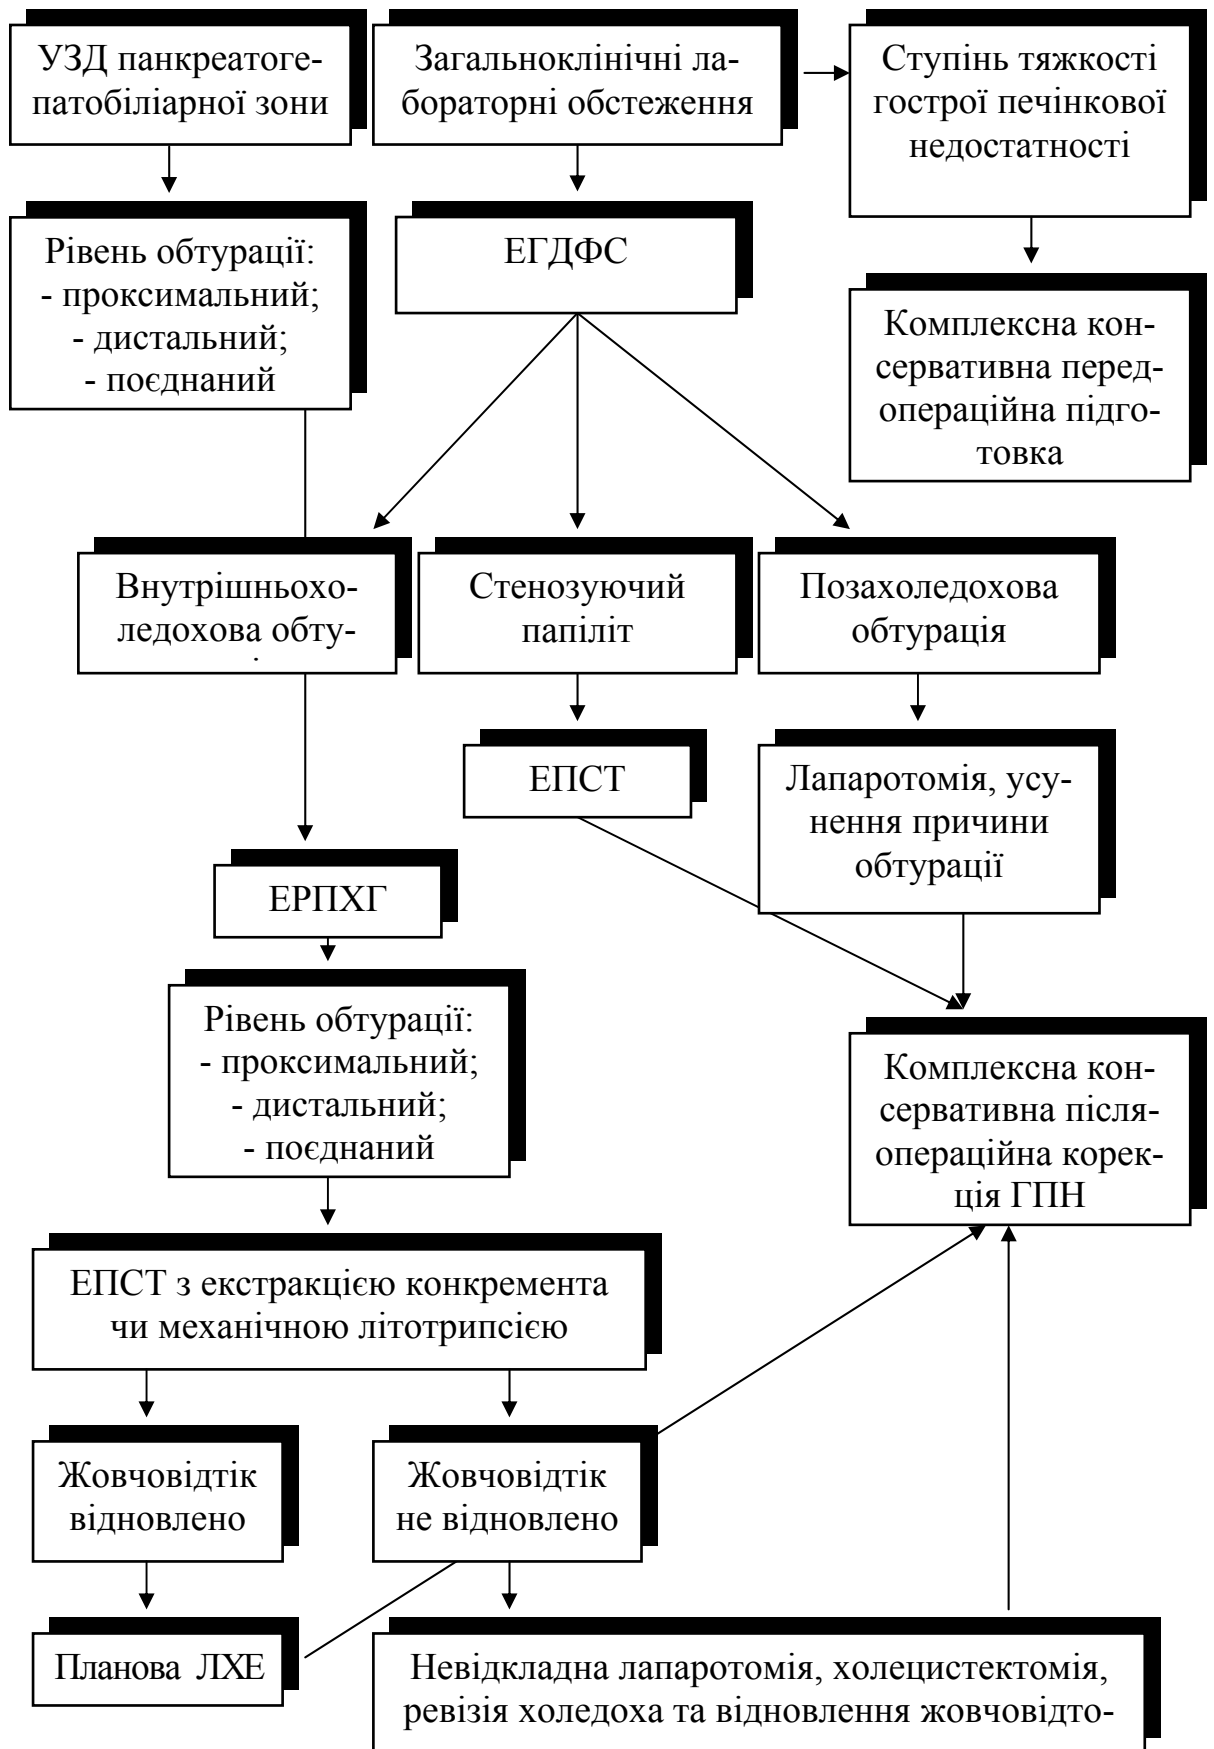 УЗД панкреатоге-
патобіліарної зони
Загальноклінічні ла-
бораторні обстеження
Ступінь тяжкості
гострої печінкової
недостатності
Рівень обтурації:
- проксимальний;
- дистальний;
- поєднаний
ЕГДФС
Комплексна кон-
сервативна перед-
операційна підго-
товка
Внутрішньохо-
ледохова обту-
Стенозуючий
папіліт
Позахоледохова
обтурація
ЕПСТ
Лапаротомія, усу-
нення причини
обтурації
ЕРПХГ
Рівень обтурації:
- проксимальний;
- дистальний;
- поєднаний
Комплексна кон-
сервативна після-
операційна корек-
ція ГПН
ЕПСТ з екстракцією конкремента
чи механічною літотрипсією
Жовчовідтік
відновлено
Жовчовідтік
не відновлено
Планова ЛХЕ
Невідкладна лапаротомія, холецистектомія,
ревізія холедоха та відновлення жовчовідто-